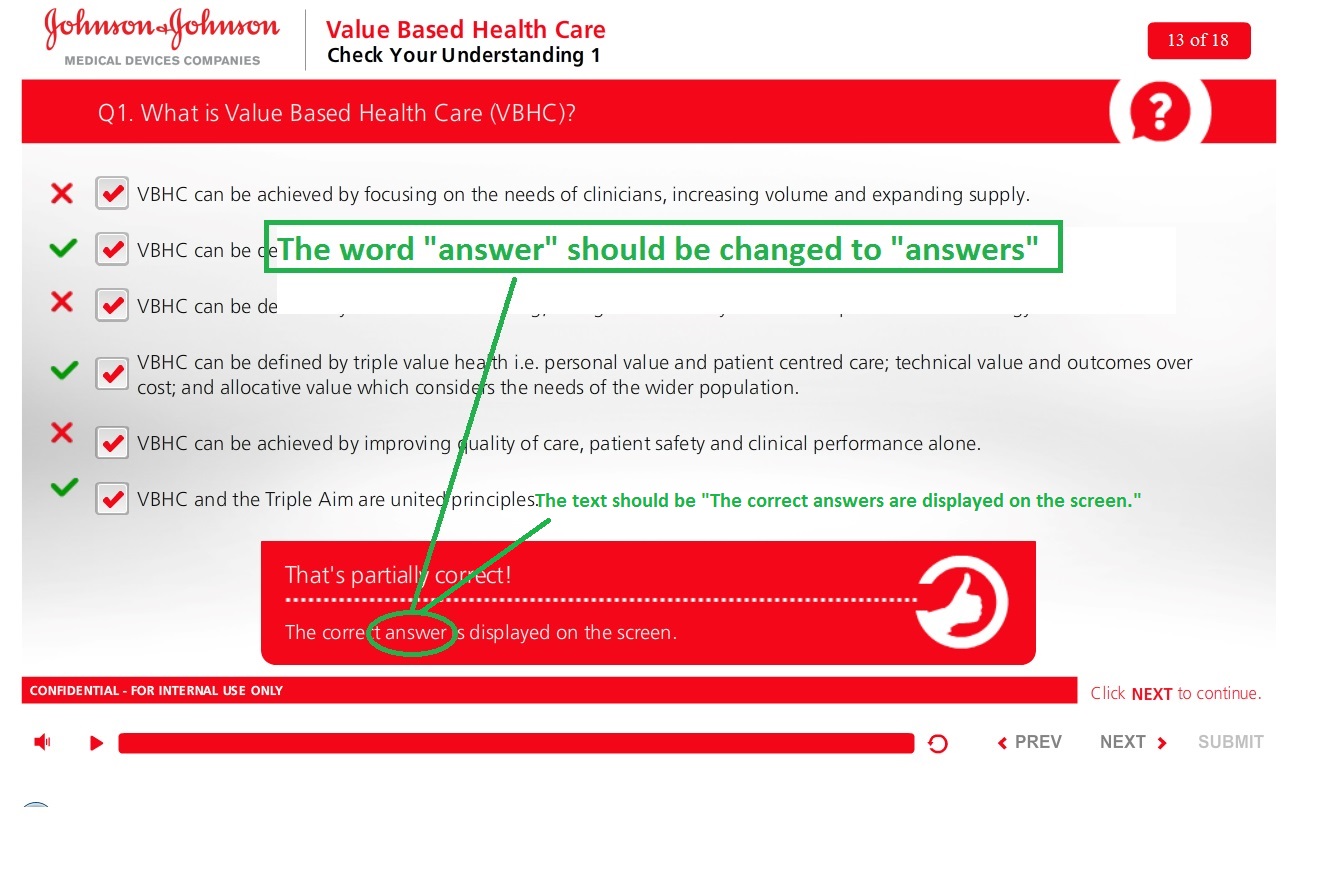 Johnson & Johnson
MEDICAL DEVICES COMPANIES
Value Based Health Care
Check Your Understanding 1
13 of 18
Q1. What is Value Based Health Care (VBHC)?
VBHC can be achieved by focusing on the needs of clinicians, increasing volume and expanding supply.
VBHC can be de
The word "answer" should be changed to "answers"
VBHC can be de
VBHC can be defined by triple value health i.e. personal value and patient centred care; technical value and outcomes over
cost; and allocative value which considers the needs of the wider population.
VBHC can be achieved by improving quality of care, patient safety and clinical performance alone.
VBHC and the Triple Aim are united principles.
The text should be "The correct answers are displayed on the screen."
That's partially correct!
The correct answer is displayed on the screen.
CONFIDENTIAL - FOR INTERNAL USE ONLY
Click NEXT to continue.
PREV
NEXT
SUBMIT